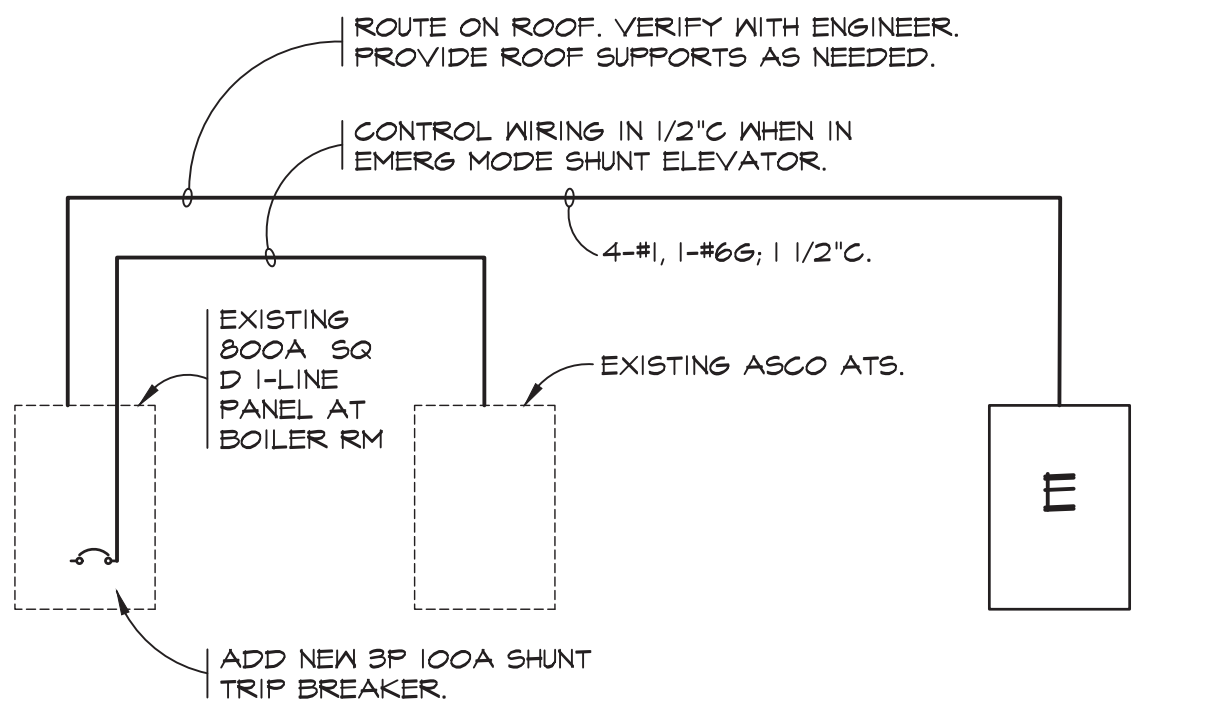 ROUTE ON ROOF. VERIFY WITH ENGINEER.
PROVIDE ROOF SUPPORTS AS NEEDED.
CONTROL WIRING IN 1/2"C WHEN IN
EMERG MODE SHUNT ELEVATOR.
4-#1, 1-#6G; 1 1/2"C.
EXISTING
800A SQ
D I-LINE
PANEL AT
BOILER RM
EXISTING ASCO ATS.
E
ADD NEW 3P 100A SHUNT
TRIP BREAKER.